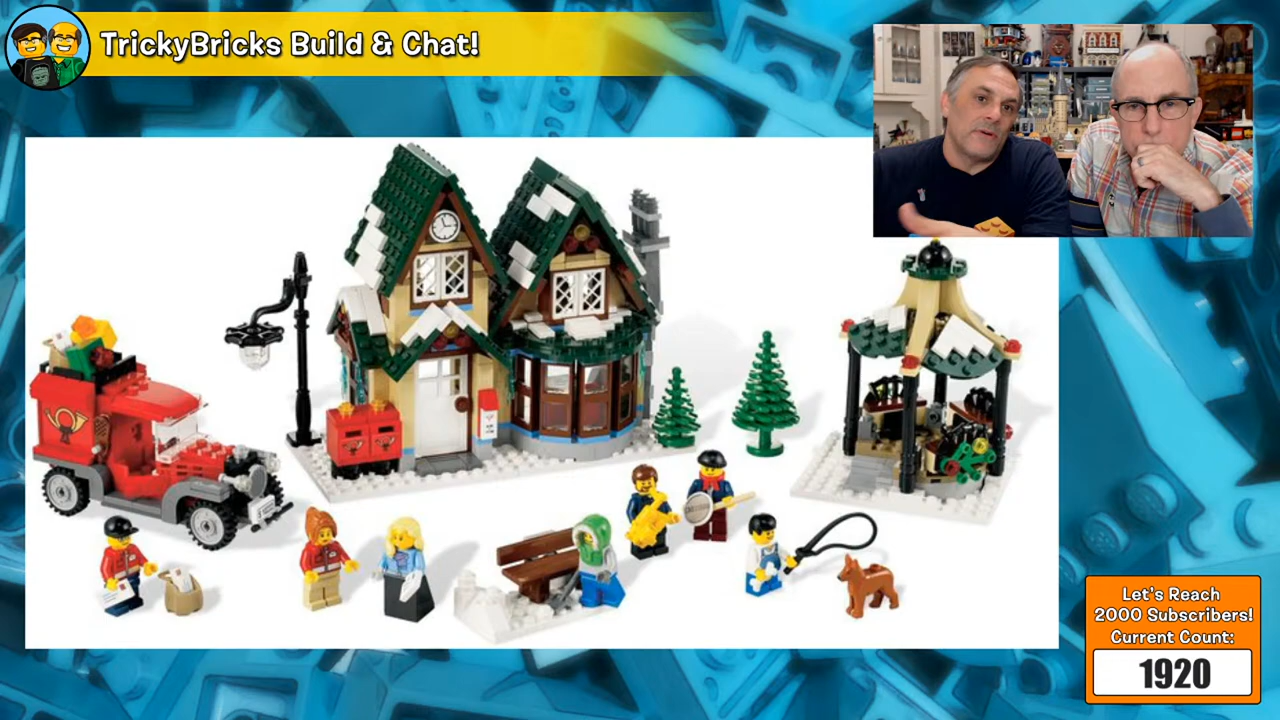 TrickyBricks Build & Chat!
Let's Reach
2000 Subscribers!
Current Count:
1920